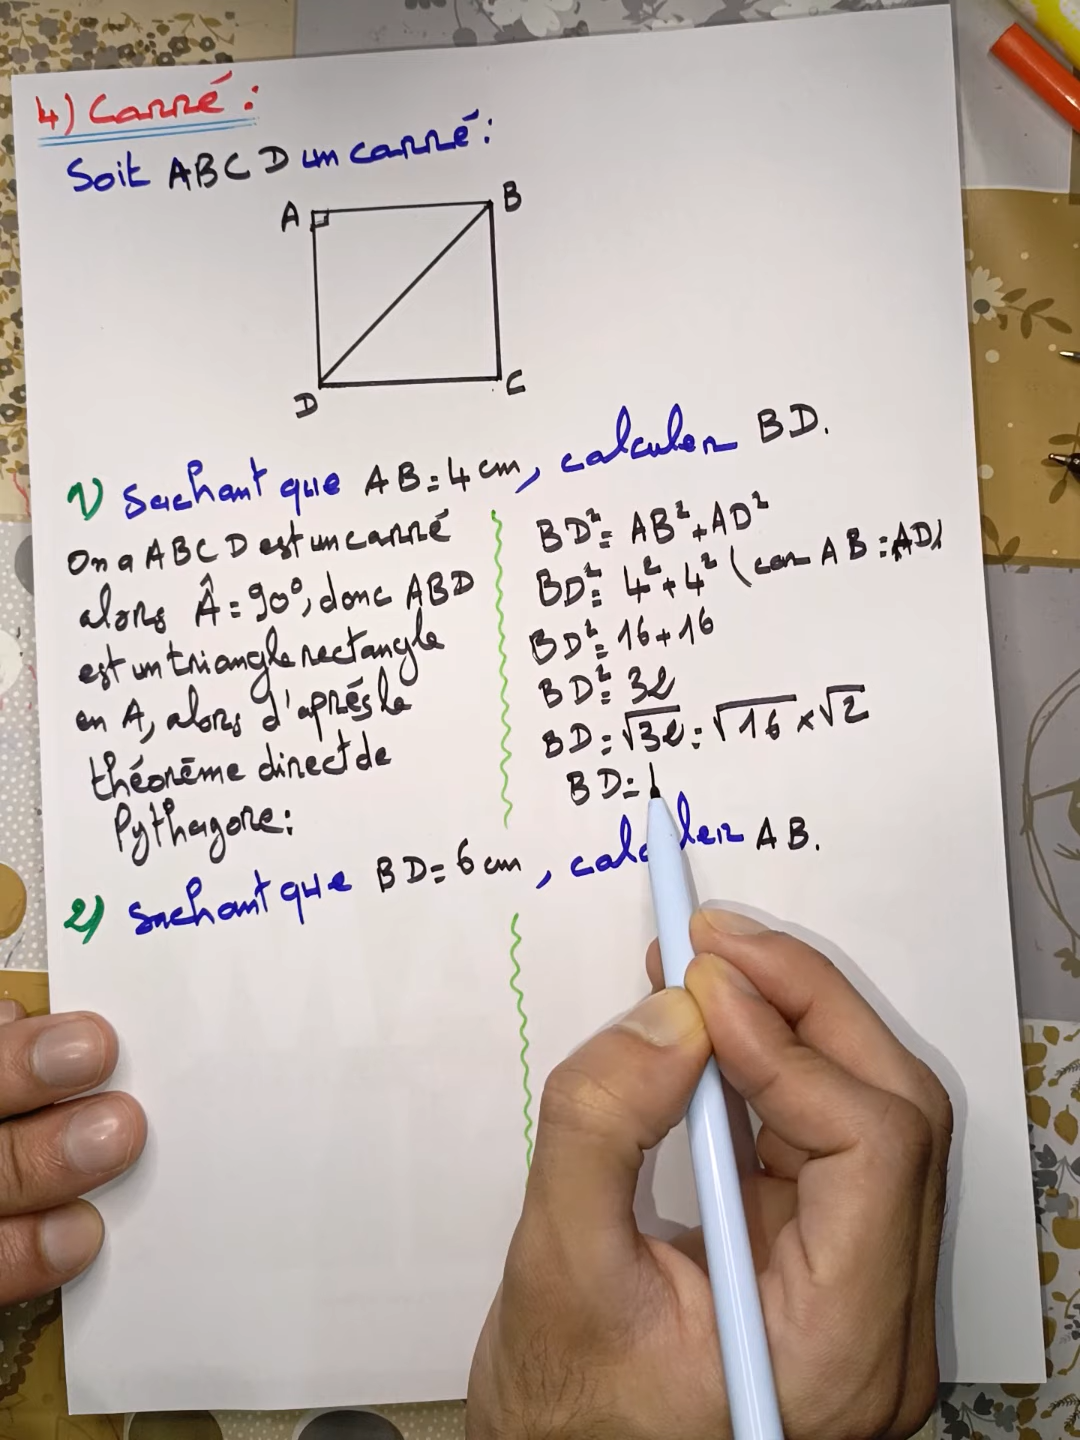 4) Carré :
Soit ABCD un carré :
A
B
D
C
1) Sachant que AB = 4 cm, calculer BD.
On a ABCD est un carré
alors Â = 90°, donc ABD
est un triangle rectangle
en A, alors d'aprés le
théorème direct de
Pythagore :
BD² = AB² + AD²
BD² = 4² + 4² (car AB = AD)
BD² = 16 + 16
BD² = 32
BD = √32 = √16 × √2
BD =
2) Sachant que BD = 6 cm, calculer AB.